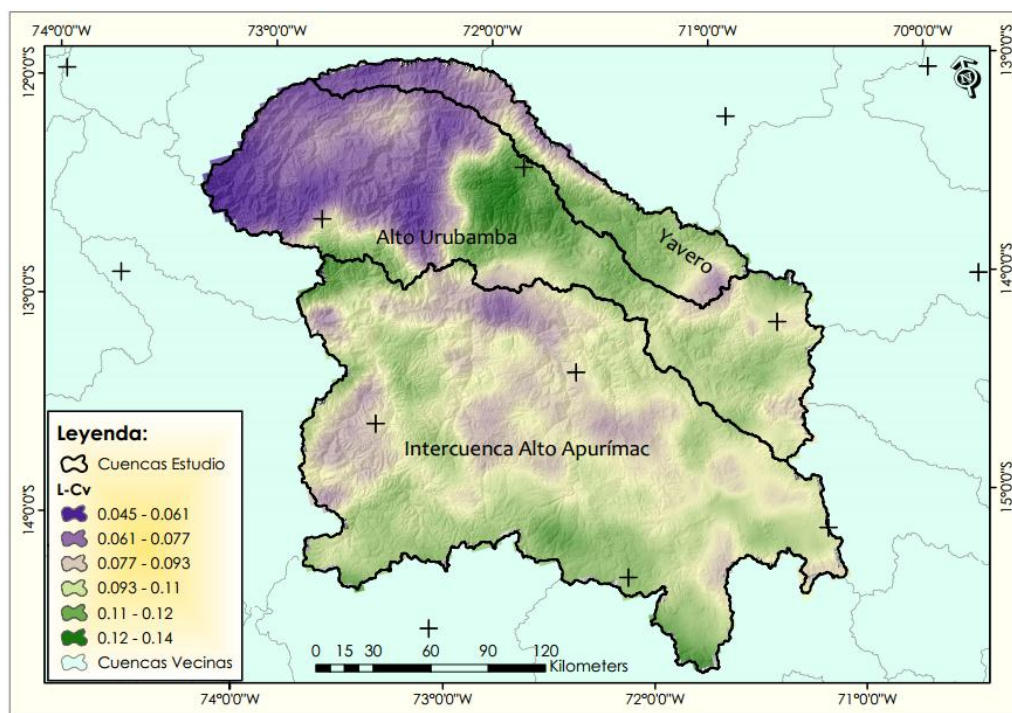 74°0'0"W 73°0'0"W 72°0'0"W 71°0'0"W 70°0'0"W
12°0'0"S
13°0'0"S
14°0'0"S
13°0'0"S
14°0'0"S
15°0'0"S
Alto Urubamba
Yavero
Intercuenca Alto Apurímac
Leyenda:
Cuencas Estudio
L-Cv
0.045 - 0.061
0.061 - 0.077
0.077 - 0.093
0.093 - 0.11
0.11 - 0.12
0.12 - 0.14
Cuencas Vecinas
0 15 30 60 90 120
Kilometers
74°0'0"W 73°0'0"W 72°0'0"W 71°0'0"W